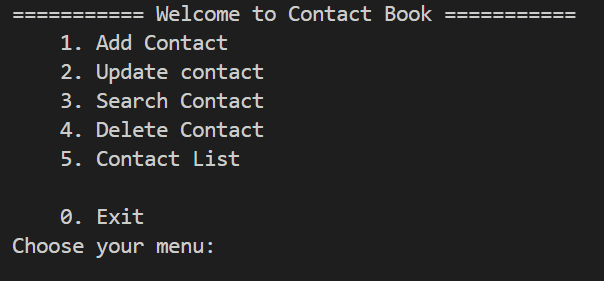 =========== Welcome to Contact Book ===========
1. Add Contact
2. Update contact
3. Search Contact
4. Delete Contact
5. Contact List
0. Exit
Choose your menu: